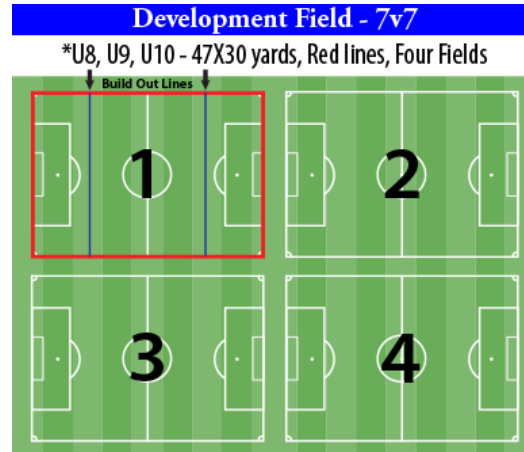 Development Field - 7v7
*U8, U9, U10 - 47X30 yards, Red lines, Four Fields
Build Out Lines
1
2
3
4